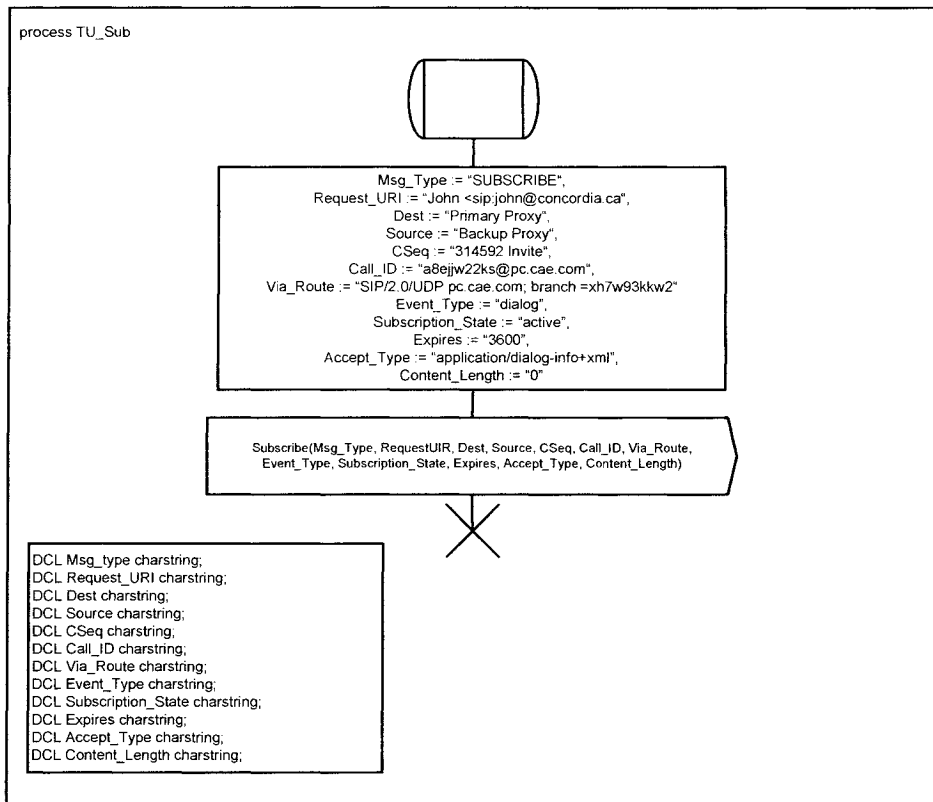 process TU_Sub
Msg_Type := "SUBSCRIBE",
Request_URI := "John <sip:john@concordia.ca",
Dest := "Primary Proxy",
Source := "Backup Proxy",
CSeq := "314592 Invite",
Call_ID := "a8ejjw22ks@pc.cae.com",
Via_Route := "SIP/2.0/UDP pc.cae.com; branch =xh7w93kkw2"
Event_Type := "dialog",
Subscription_State := "active",
Expires := "3600",
Accept_Type := "application/dialog-info+xml",
Content_Length := "0"
Subscribe(Msg_Type, RequestUIR, Dest, Source, CSeq, Call_ID, Via_Route,
Event_Type, Subscription_State, Expires, Accept_Type, Content_Length)
DCL Msg_type charstring;
DCL Request_URI charstring;
DCL Dest charstring;
DCL Source charstring;
DCL CSeq charstring;
DCL Call_ID charstring;
DCL Via_Route charstring;
DCL Event_Type charstring;
DCL Subscription_State charstring;
DCL Expires charstring;
DCL Accept_Type charstring;
DCL Content_Length charstring;